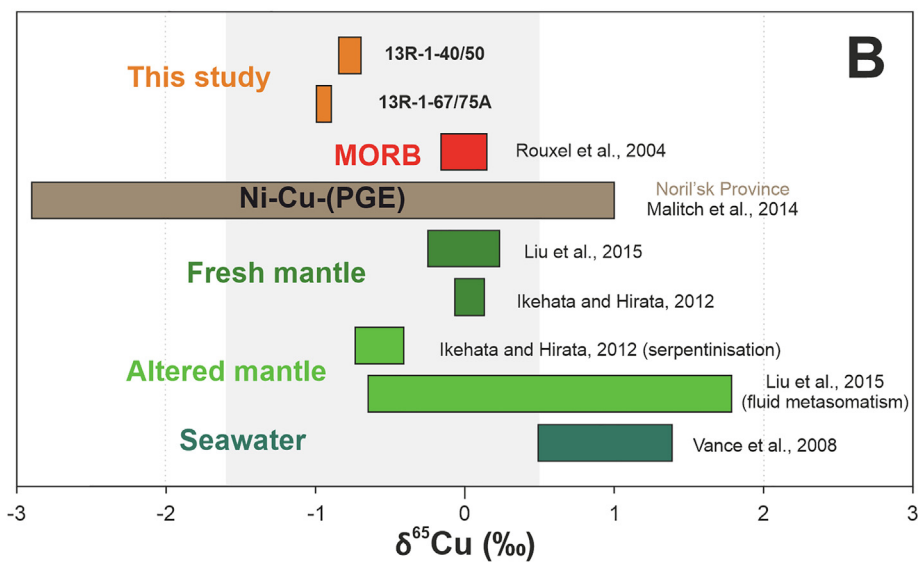 B
13R-1-40/50
This study
13R-1-67/75A
MORB
Rouxel et al., 2004
Ni-Cu-(PGE)
Noril'sk Province
Malitch et al., 2014
Liu et al., 2015
Fresh mantle
Ikehata and Hirata, 2012
Ikehata and Hirata, 2012 (serpentinisation)
Altered mantle
Liu et al., 2015
(fluid metasomatism)
Seawater
Vance et al., 2008
-3 -2 -1 0 1 2 3
δ⁶⁵Cu (‰)